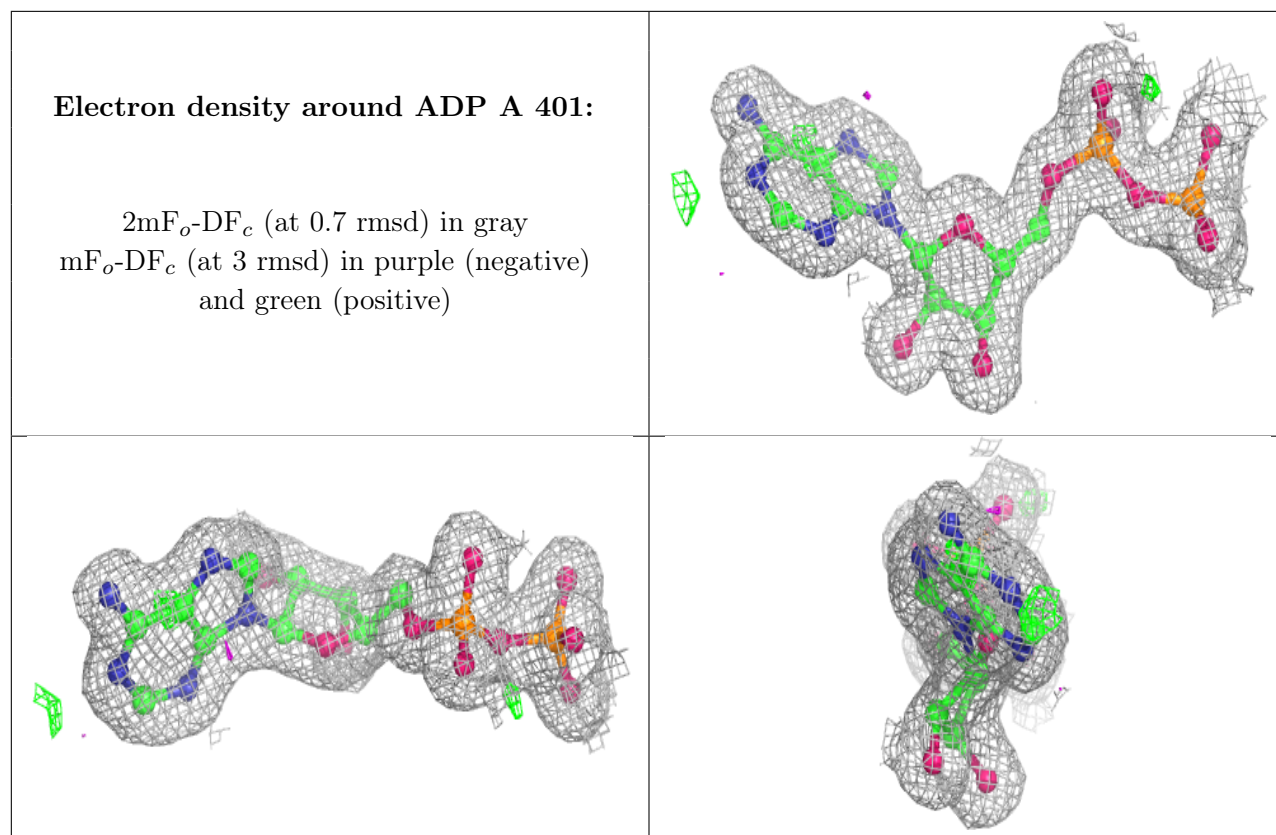 Electron density around ADP A 401:
2mFₒ-DF𝒸 (at 0.7 rmsd) in gray
mFₒ-DF𝒸 (at 3 rmsd) in purple (negative)
and green (positive)